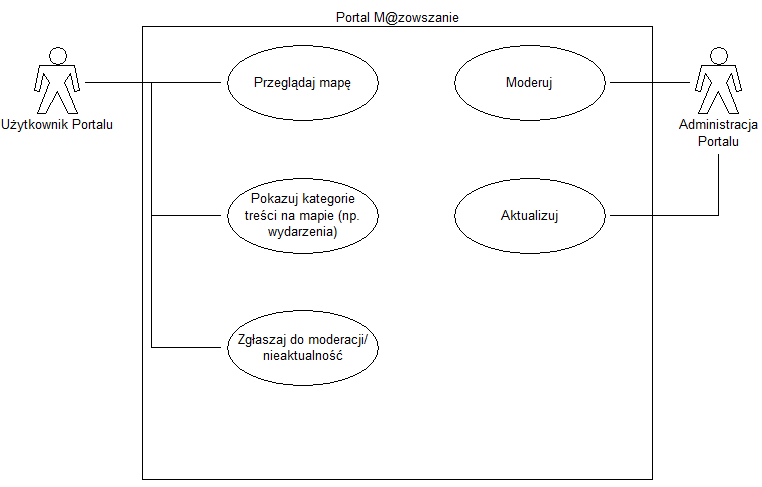 Portal M@zowszanie
Użytkownik Portalu
Przeglądaj mapę
Moderuj
Administracja
Portalu
Pokazuj kategorie
treści na mapie (np.
wydarzenia)
Aktualizuj
Zgłaszaj do moderacji/
nieaktualność